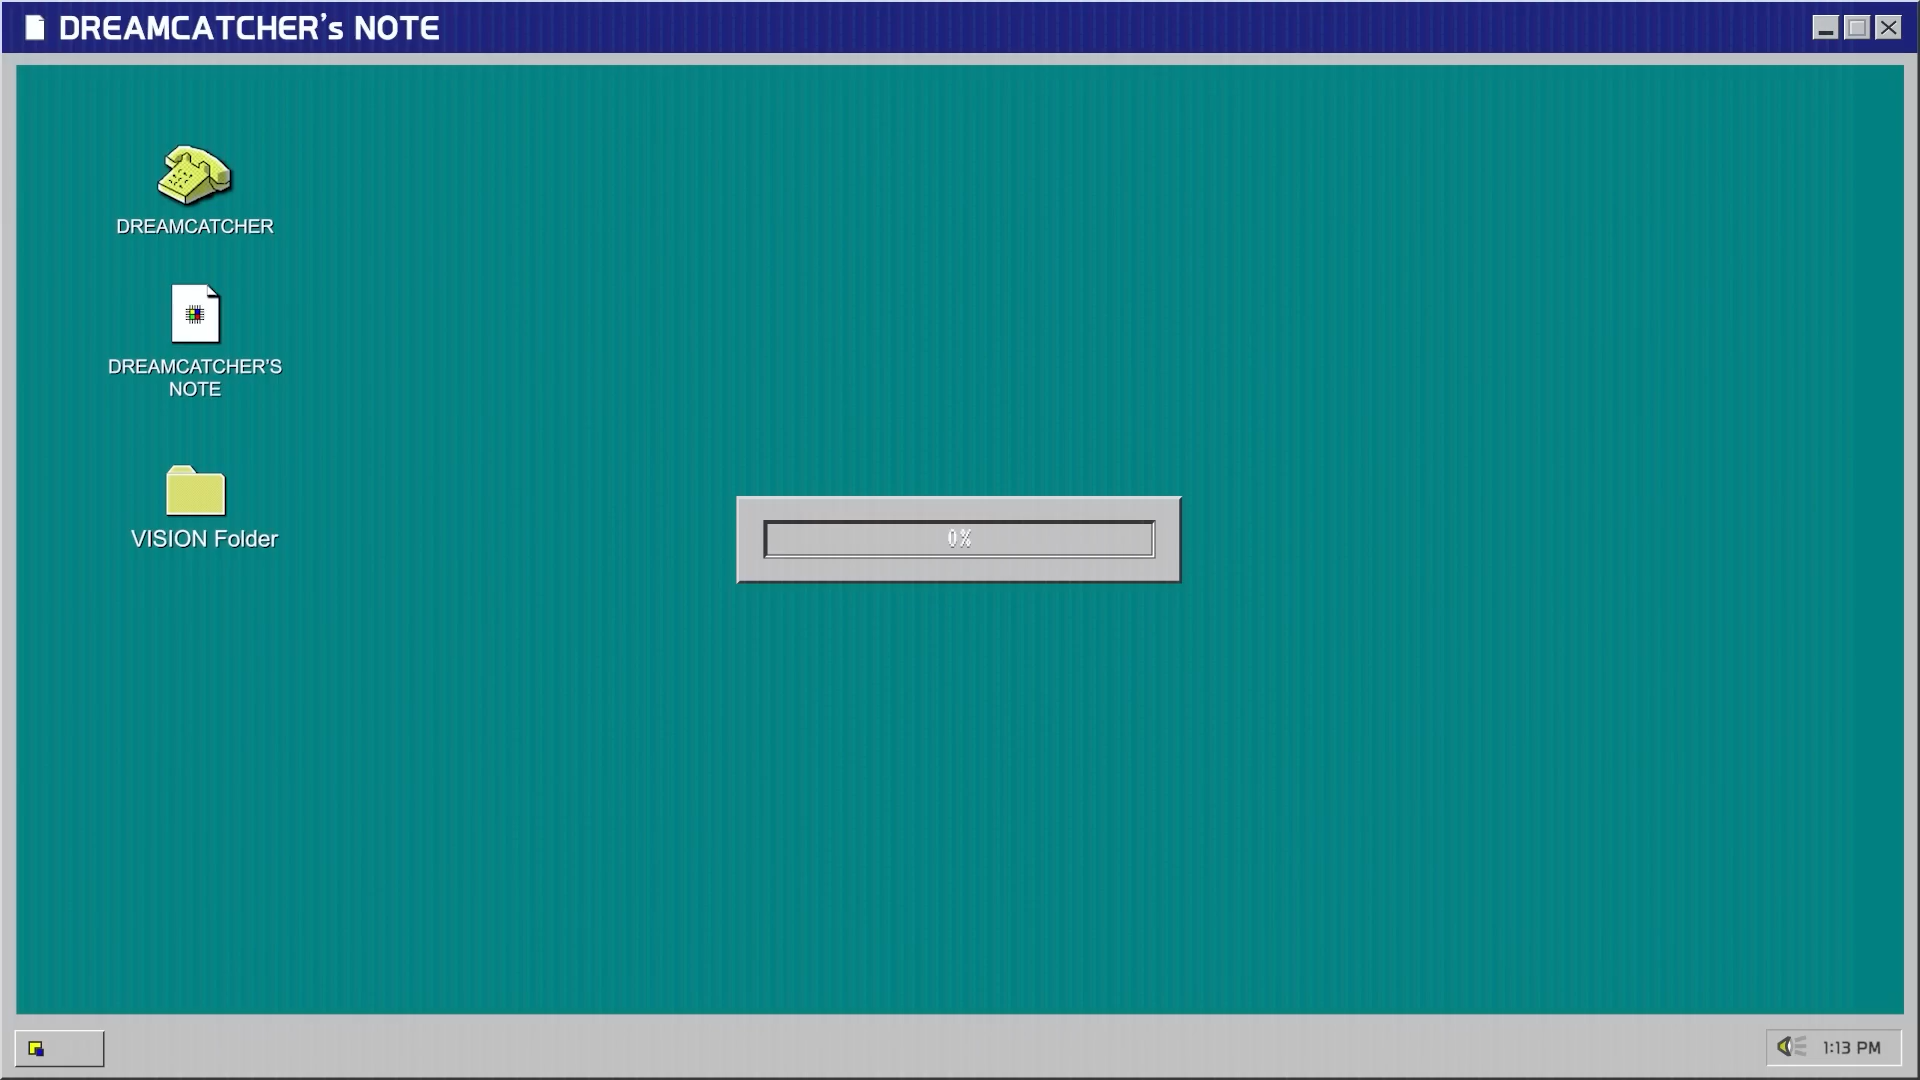 DREAMCATCHER's NOTE
DREAMCATCHER
DREAMCATCHER'S
NOTE
VISION Folder
0%
1:13 PM